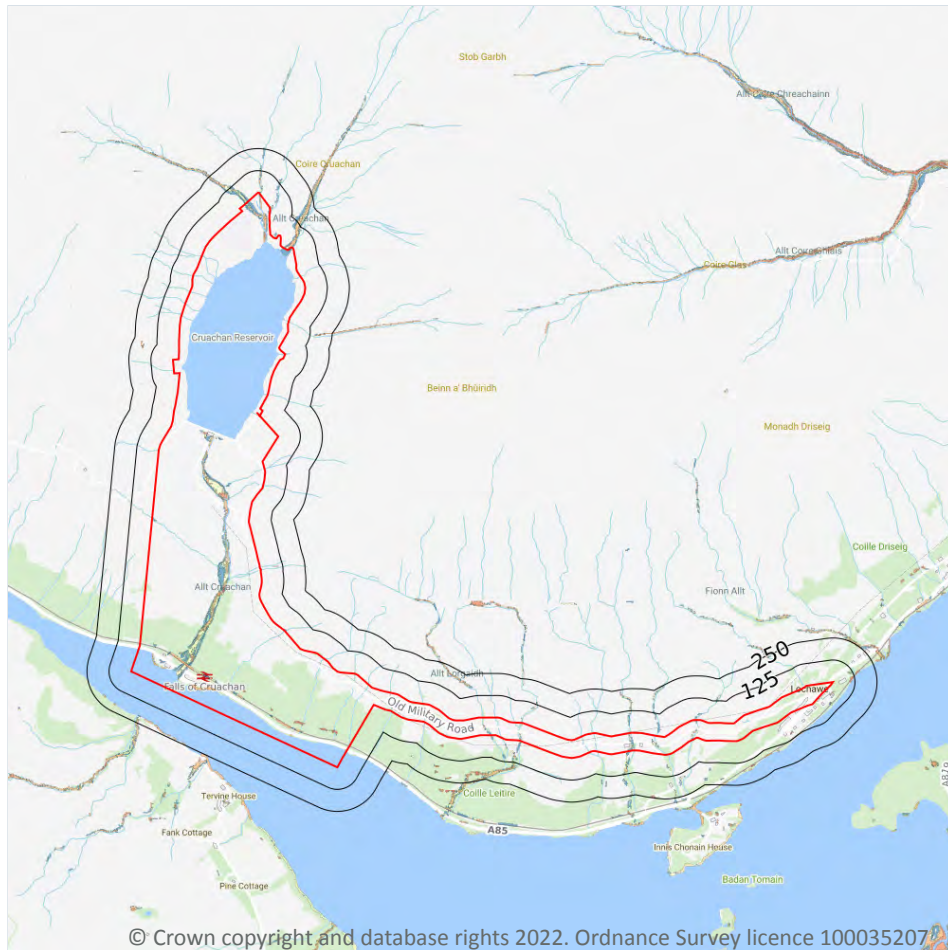 Stob Garbh
Allt Coire Chreachainn
Coire Cruachan
Allt Cruachan
Allt Coire Ghlais
Coire Glas
Cruachan Reservoir
Beinn a' Bhùiridh
Monadh Driseig
Coille Driseig
Allt Cruachan
Fionn Allt
250
Allt Lorgaidh
125
Falls of Cruachan
Lochawe
Old Military Road
A819
Tervine House
Coille Leitire
Fank Cottage
A85
Innis Chonain House
Pine Cottage
Badan Tomain
© Crown copyright and database rights 2022. Ordnance Survey licence 100035207.